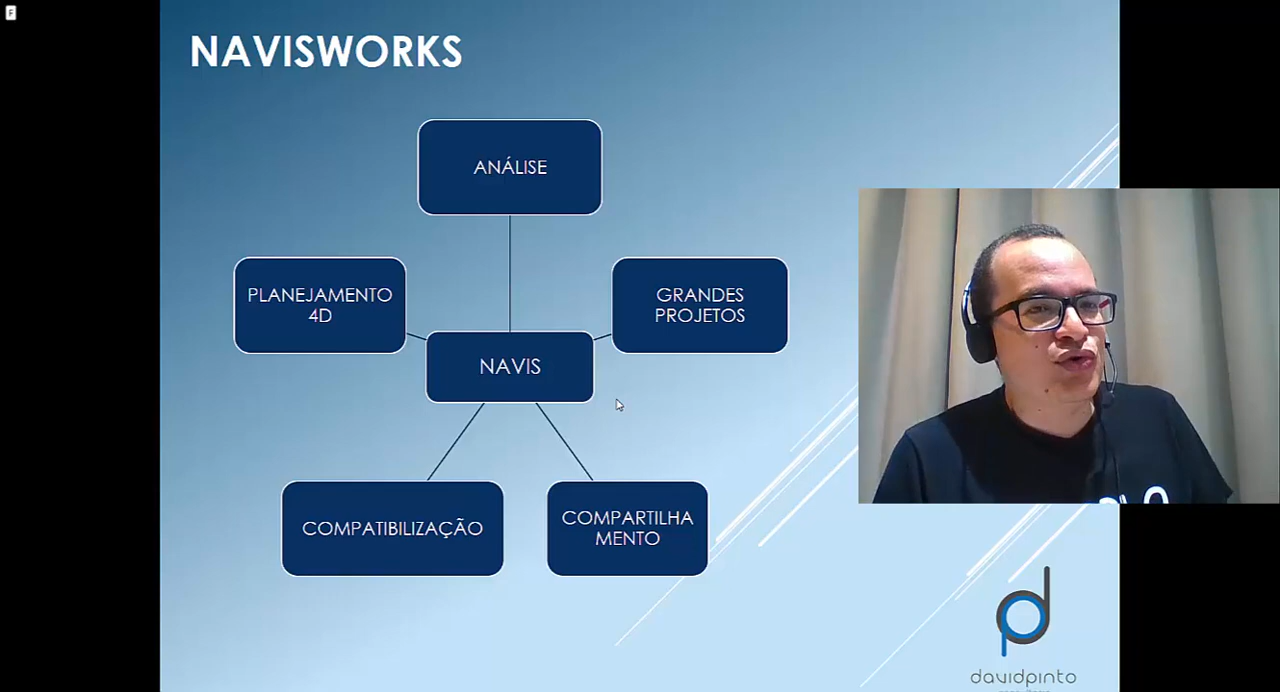 F
NAVISWORKS
ANÁLISE
PLANEJAMENTO
4D
GRANDES
PROJETOS
NAVIS
COMPATIBILIZAÇÃO
COMPARTILHA
MENTO
davidpinto